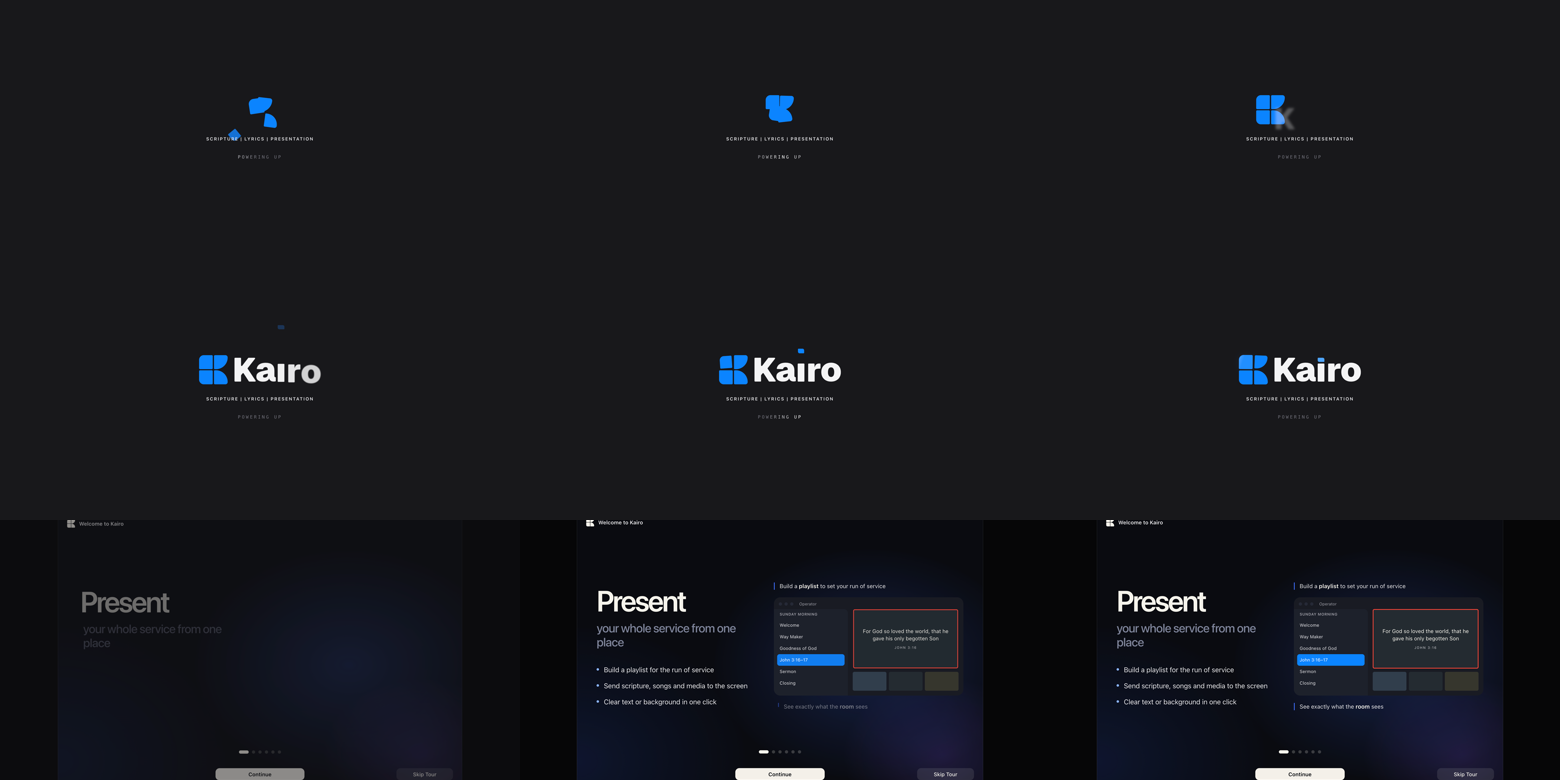 SCRIPTURE | LYRICS | PRESENTATION
POWERING UP
SCRIPTURE | LYRICS | PRESENTATION
POWERING UP
K
SCRIPTURE | LYRICS | PRESENTATION
POWERING UP
Kairo
SCRIPTURE | LYRICS | PRESENTATION
POWERING UP
Kairo
SCRIPTURE | LYRICS | PRESENTATION
POWERING UP
Kairo
SCRIPTURE | LYRICS | PRESENTATION
POWERING UP
Welcome to Kairo
Present
your whole service from one
place
Continue
Skip Tour
Welcome to Kairo
Present
your whole service from one
place
Build a playlist for the run of service
Send scripture, songs and media to the screen
Clear text or background in one click
Build a playlist to set your run of service
Operator
SUNDAY MORNING
Welcome
Way Maker
Goodness of God
John 3:16–17
Sermon
Closing
For God so loved the world, that he
gave his only begotten Son
JOHN 3:16
See exactly what the room sees
Continue
Skip Tour
Welcome to Kairo
Present
your whole service from one
place
Build a playlist for the run of service
Send scripture, songs and media to the screen
Clear text or background in one click
Build a playlist to set your run of service
Operator
SUNDAY MORNING
Welcome
Way Maker
Goodness of God
John 3:16–17
Sermon
Closing
For God so loved the world, that he
gave his only begotten Son
JOHN 3:16
See exactly what the room sees
Continue
Skip Tour